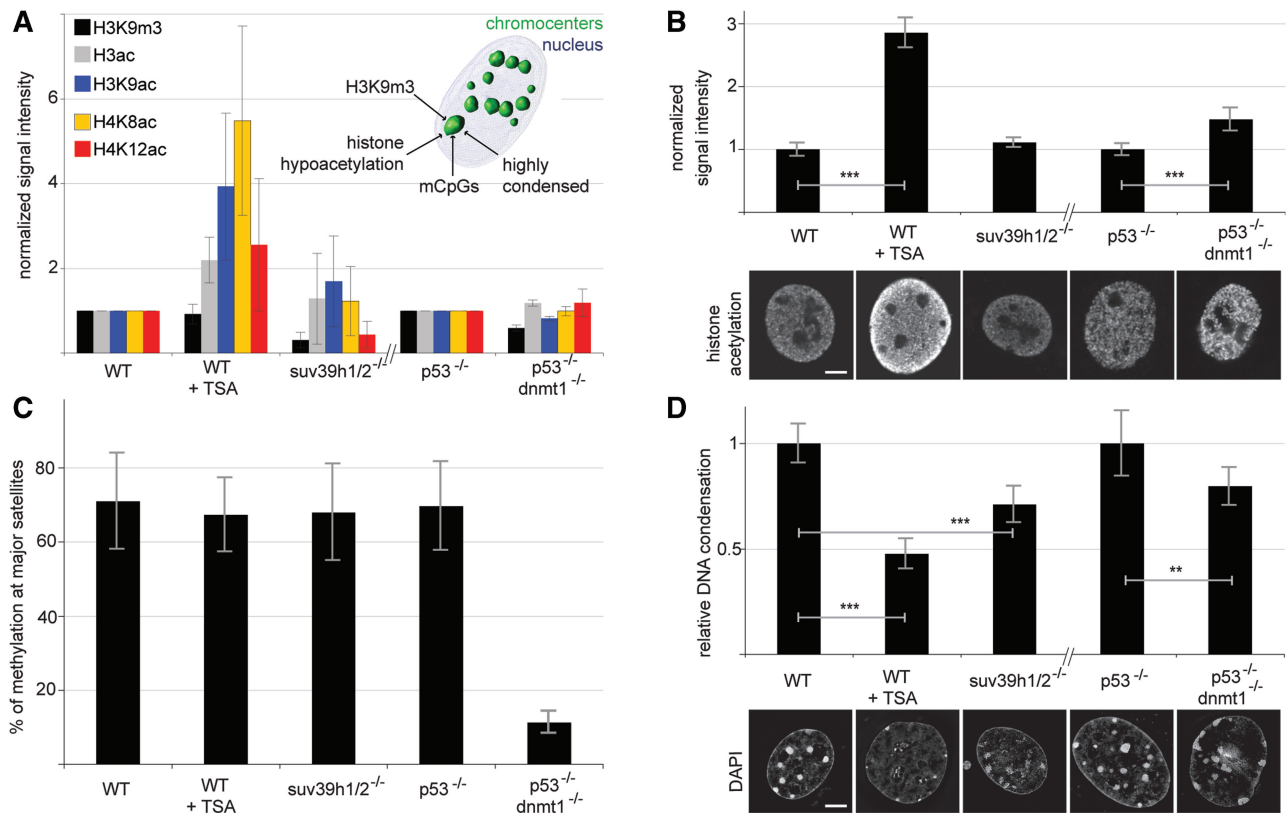 A
H3K9m3
H3ac
H3K9ac
H4K8ac
H4K12ac
chromocenters
nucleus
H3K9m3
histone
hypoacetylation
mCpGs
highly
condensed
normalized signal intensity
6
4
2
WT
WT
+ TSA
suv39h1/2-/-
p53-/-
p53-/-
dnmt1-/-
B
normalized
signal intensity
3
2
1
***
***
WT
WT
+ TSA
suv39h1/2-/-
p53-/-
p53-/-
dnmt1-/-
histone
acetylation
C
% of methylation at major satellites
80
60
40
20
WT
WT
+ TSA
suv39h1/2-/-
p53-/-
p53-/-
dnmt1-/-
D
relative DNA condensation
1
0.5
***
***
**
WT
WT
+ TSA
suv39h1/2-/-
p53-/-
p53-/-
dnmt1-/-
DAPI